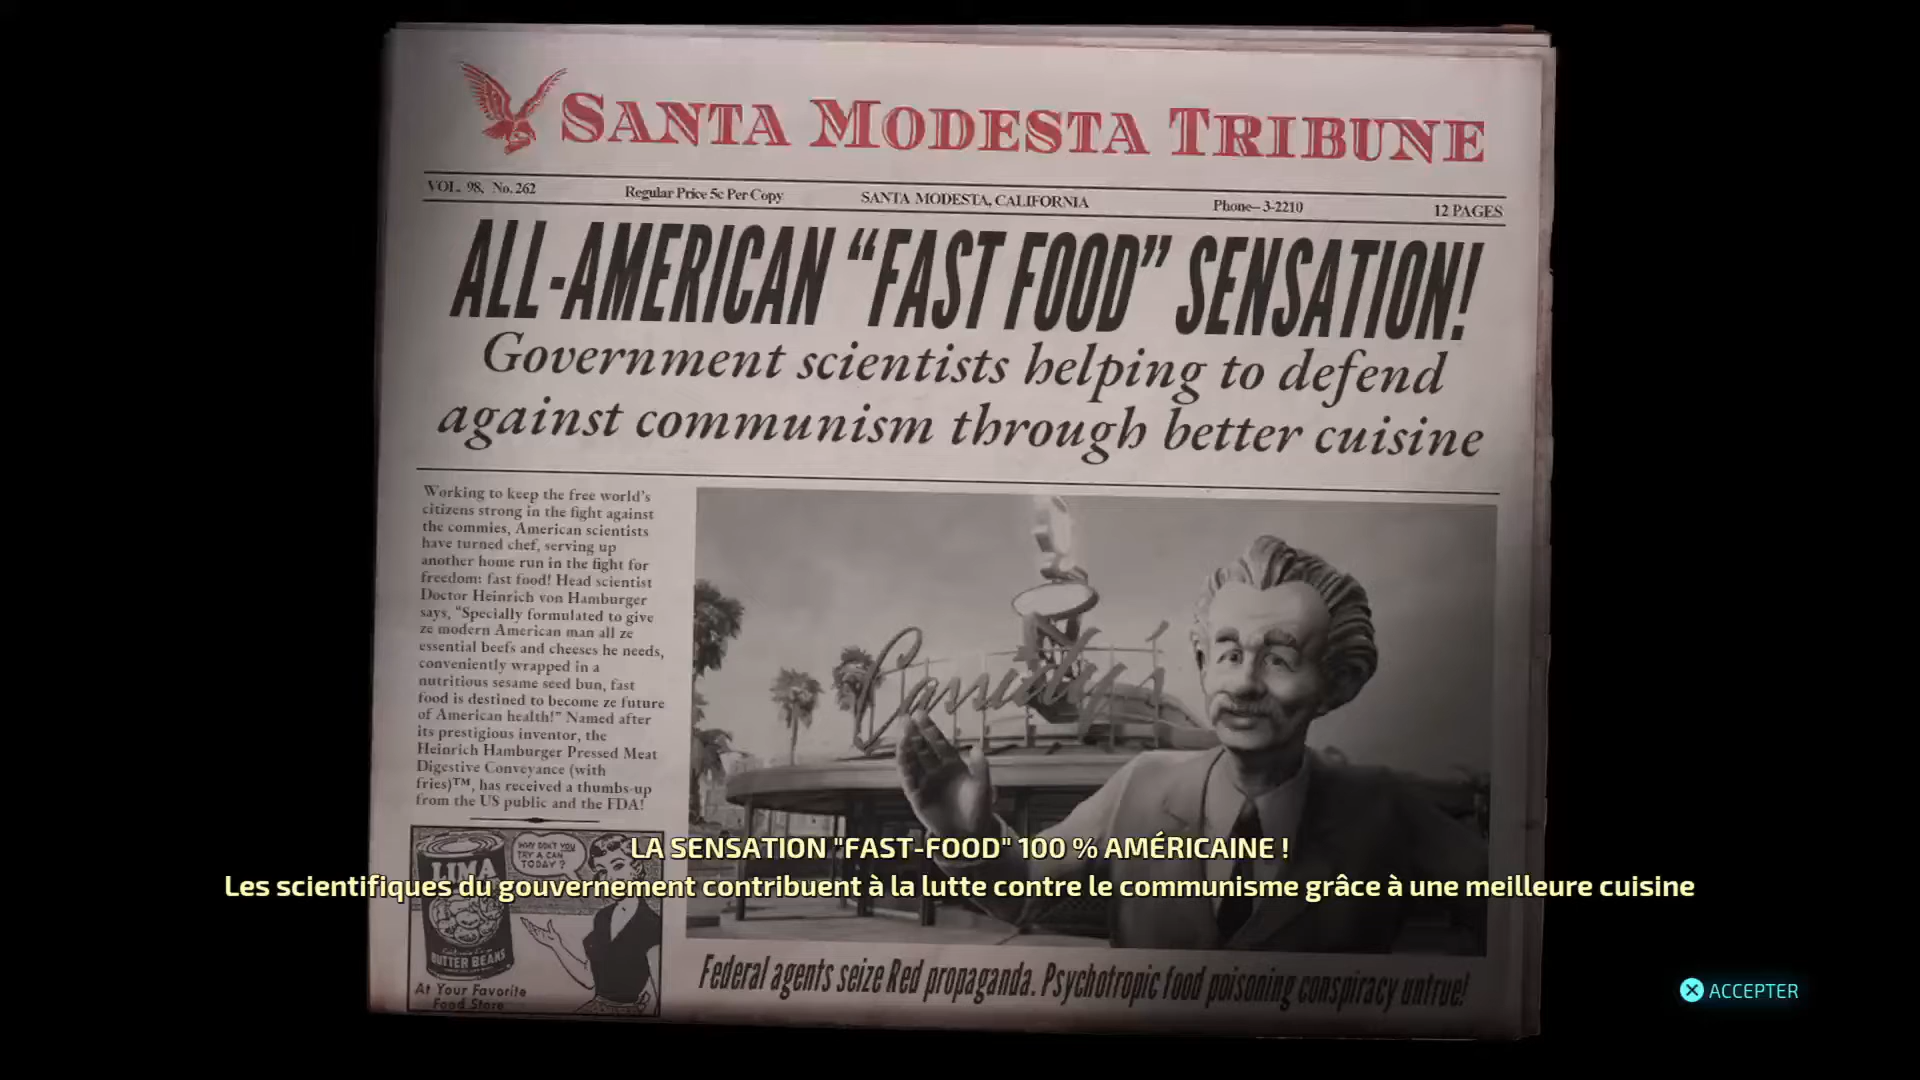 SANTA MODESTA TRIBUNE
VOL. 98, No. 262 Regular Price 5c Per Copy SANTA MODESTA, CALIFORNIA Phone–3-2210 12 PAGES
ALL-AMERICAN “FAST FOOD” SENSATION!
Government scientists helping to defend
against communism through better cuisine
Working to keep the free world's
citizens strong in the fight against
the commies, American scientists
have turned chef, serving up
another home run in the fight for
freedom: fast food! Head scientist
Doctor Heinrich von Hamburger
says, "Specially formulated to give
ze modern American man all ze
essential beefs and cheeses he needs,
conveniently wrapped in a
nutritious sesame seed bun, fast
food is destined to become ze future
of American health!" Named after
its prestigious inventor, the
Heinrich Hamburger Pressed Meat
Digestive Conveyance (with
fries)™, has received a thumbs-up
from the US public and the FDA!
Cassidy's
WHY DON'T YOU
TRY A CAN
TODAY?
LIMA
BUTTER BEANS
At Your Favorite
Food Store
LA SENSATION "FAST-FOOD" 100 % AMÉRICAINE !
Les scientifiques du gouvernement contribuent à la lutte contre le communisme grâce à une meilleure cuisine
Federal agents seize Red propaganda. Psychotropic food poisoning conspiracy untrue!
ACCEPTER